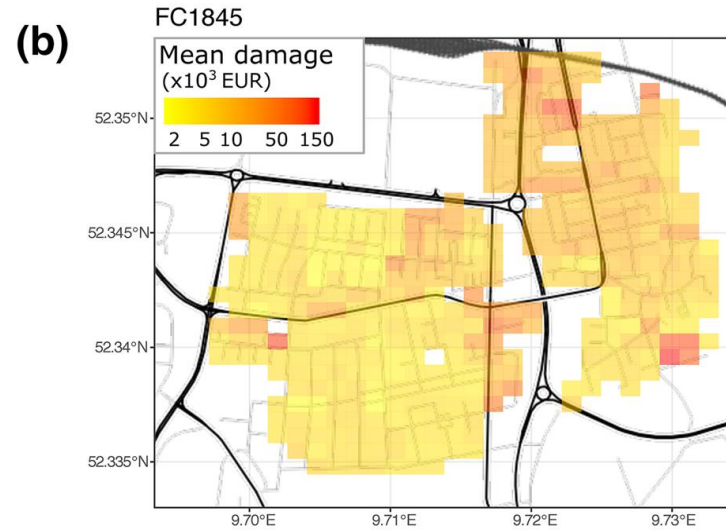 FC1845
(b)
Mean damage
(x10³ EUR)
2 5 10 50 150
52.35°N
52.345°N
52.34°N
52.335°N
9.70°E 9.71°E 9.72°E 9.73°E